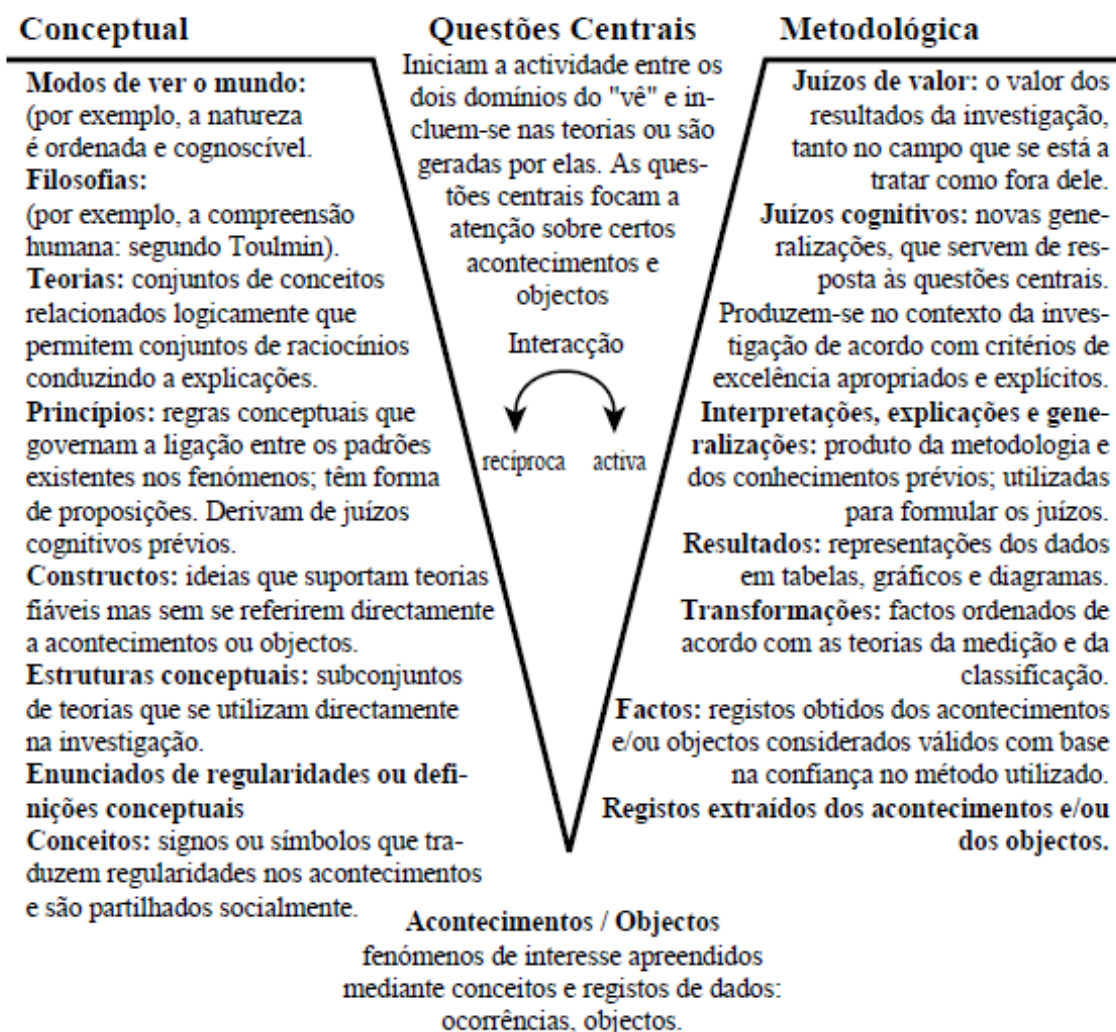 Conceptual
Modos de ver o mundo:
(por exemplo, a natureza
é ordenada e cognoscível.
Filosofias:
(por exemplo, a compreensão
humana: segundo Toulmin).
Teorias: conjuntos de conceitos
relacionados logicamente que
permitem conjuntos de raciocínios
conduzindo a explicações.
Princípios: regras conceptuais que
governam a ligação entre os padrões
existentes nos fenómenos; têm forma
de proposições. Derivam de juízos
cognitivos prévios.
Constructos: ideias que suportam teorias
fiáveis mas sem se referirem directamente
a acontecimentos ou objectos.
Estruturas conceptuais: subconjuntos
de teorias que se utilizam directamente
na investigação.
Enunciados de regularidades ou defi-
nições conceptuais
Conceitos: signos ou símbolos que tra-
duzem regularidades nos acontecimentos
e são partilhados socialmente.
Questões Centrais
Iniciam a actividade entre os
dois domínios do "vê" e in-
cluem-se nas teorias ou são
geradas por elas. As ques-
tões centrais focam a
atenção sobre certos
acontecimentos e
objectos
Interacção
recíproca activa
Metodológica
Juízos de valor: o valor dos
resultados da investigação,
tanto no campo que se está a
tratar como fora dele.
Juízos cognitivos: novas gene-
ralizações, que servem de res-
posta às questões centrais.
Produzem-se no contexto da inves-
tigação de acordo com critérios de
excelência apropriados e explícitos.
Interpretações, explicações e gene-
ralizações: produto da metodologia e
dos conhecimentos prévios; utilizadas
para formular os juízos.
Resultados: representações dos dados
em tabelas, gráficos e diagramas.
Transformações: factos ordenados de
acordo com as teorias da medição e da
classificação.
Factos: registos obtidos dos acontecimentos
e/ou objectos considerados válidos com base
na confiança no método utilizado.
Registos extraídos dos acontecimentos e/ou
dos objectos.
Acontecimentos / Objectos
fenómenos de interesse apreendidos
mediante conceitos e registos de dados:
ocorrências, objectos.